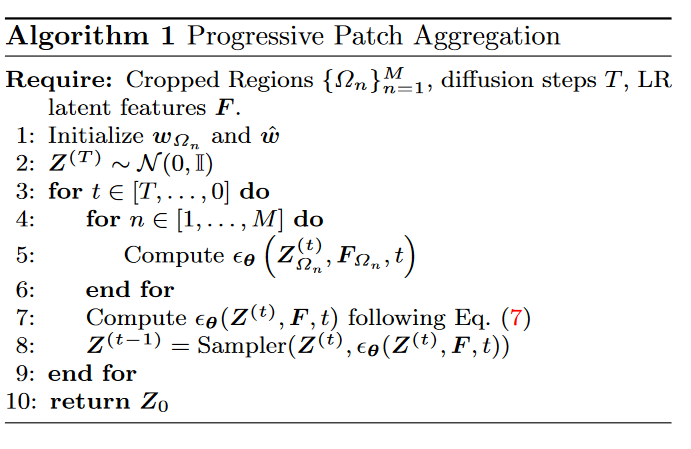 Algorithm 1 Progressive Patch Aggregation
Require: Cropped Regions $\{\Omega_n\}_{n=1}^{M}$, diffusion steps $T$, LR
latent features $\boldsymbol{F}$.
1: Initialize $\boldsymbol{w}_{\Omega_n}$ and $\hat{\boldsymbol{w}}$
2: $\boldsymbol{Z}^{(T)} \sim \mathcal{N}(0, \mathbb{I})$
3: for $t \in [T, \ldots, 0]$ do
4: for $n \in [1, \ldots, M]$ do
5: Compute $\epsilon_{\boldsymbol{\theta}}\left(\boldsymbol{Z}_{\Omega_n}^{(t)}, \boldsymbol{F}_{\Omega_n}, t\right)$
6: end for
7: Compute $\epsilon_{\boldsymbol{\theta}}(\boldsymbol{Z}^{(t)}, \boldsymbol{F}, t)$ following Eq. (7)
8: $\boldsymbol{Z}^{(t-1)} = \text{Sampler}(\boldsymbol{Z}^{(t)}, \epsilon_{\boldsymbol{\theta}}(\boldsymbol{Z}^{(t)}, \boldsymbol{F}, t))$
9: end for
10: return $\boldsymbol{Z}_0$